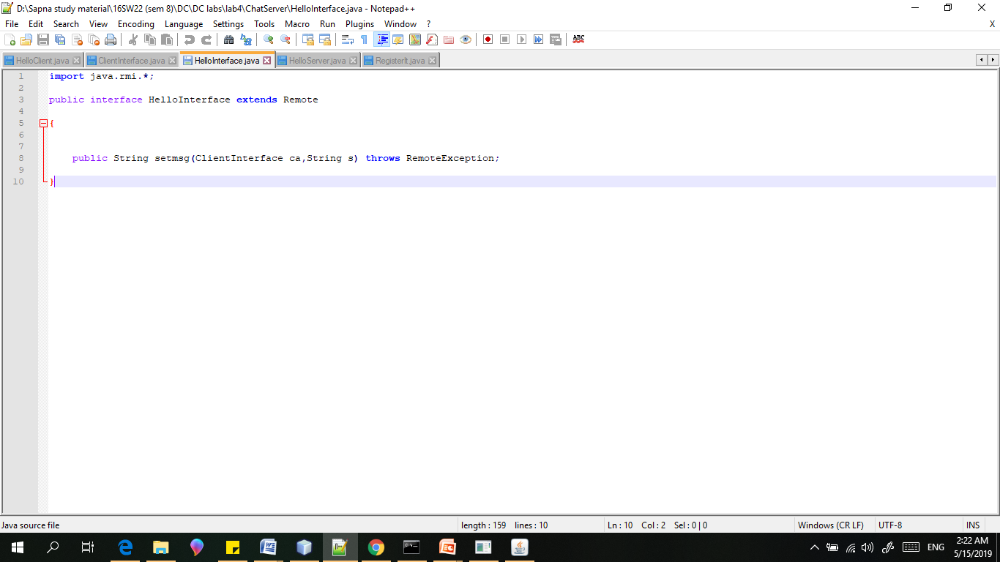 D:\Sapna study material\16SW22 (sem 8)\DC\DC labs\lab4\ChatServer\HelloInterface.java - Notepad++
File Edit Search View Encoding Language Settings Tools Macro Run Plugins Window ? X
ABC
HelloClient.java ClientInterface.java HelloInterface.java HelloServer.java RegisterIt.java
1 import java.rmi.*;
2
3 public interface HelloInterface extends Remote
4
5 {
6
7
8 public String setmsg(ClientInterface ca,String s) throws RemoteException;
9
10 }
Java source file length : 159 lines : 10 Ln : 10 Col : 2 Sel : 0 | 0 Windows (CR LF) UTF-8 INS
ENG 2:22 AM
5/15/2019